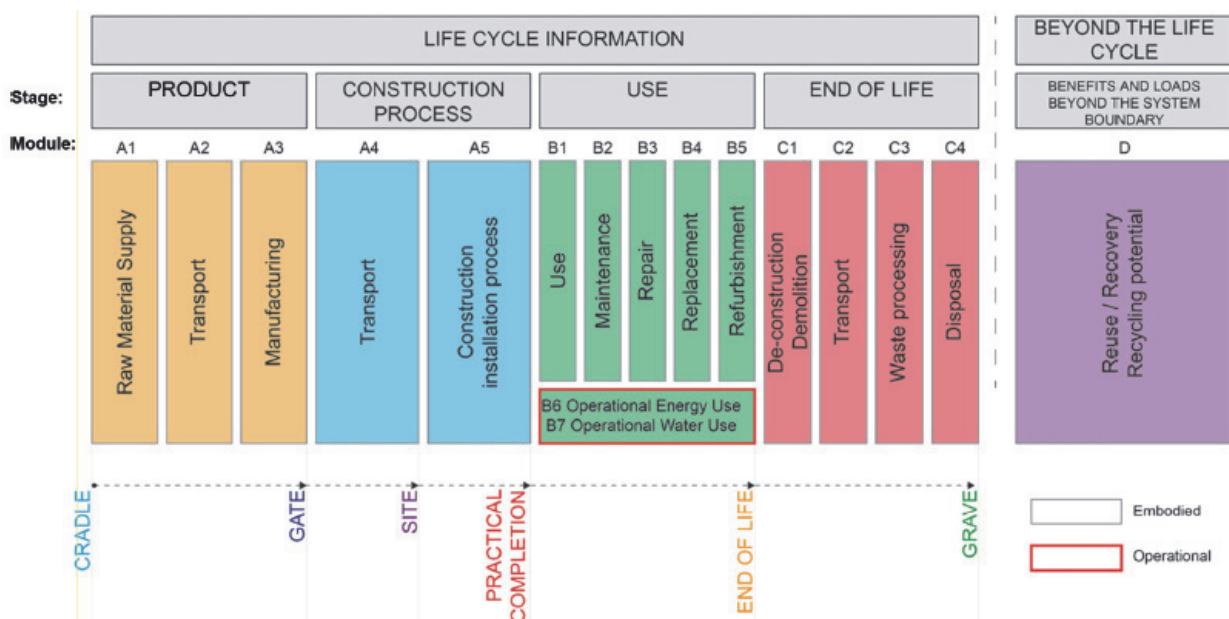 LIFE CYCLE INFORMATION
BEYOND THE LIFE
CYCLE
Stage:
PRODUCT
CONSTRUCTION
PROCESS
USE
END OF LIFE
BENEFITS AND LOADS
BEYOND THE SYSTEM
BOUNDARY
Module:
A1
A2
A3
A4
A5
B1
B2
B3
B4
B5
C1
C2
C3
C4
D
Raw Material Supply
Transport
Manufacturing
Transport
Construction
installation process
Use
Maintenance
Repair
Replacement
Refurbishment
De-construction
Demolition
Transport
Waste processing
Disposal
Reuse / Recovery
Recycling potential
B6 Operational Energy Use
B7 Operational Water Use
CRADLE
GATE
SITE
PRACTICAL
COMPLETION
END OF LIFE
GRAVE
Embodied
Operational